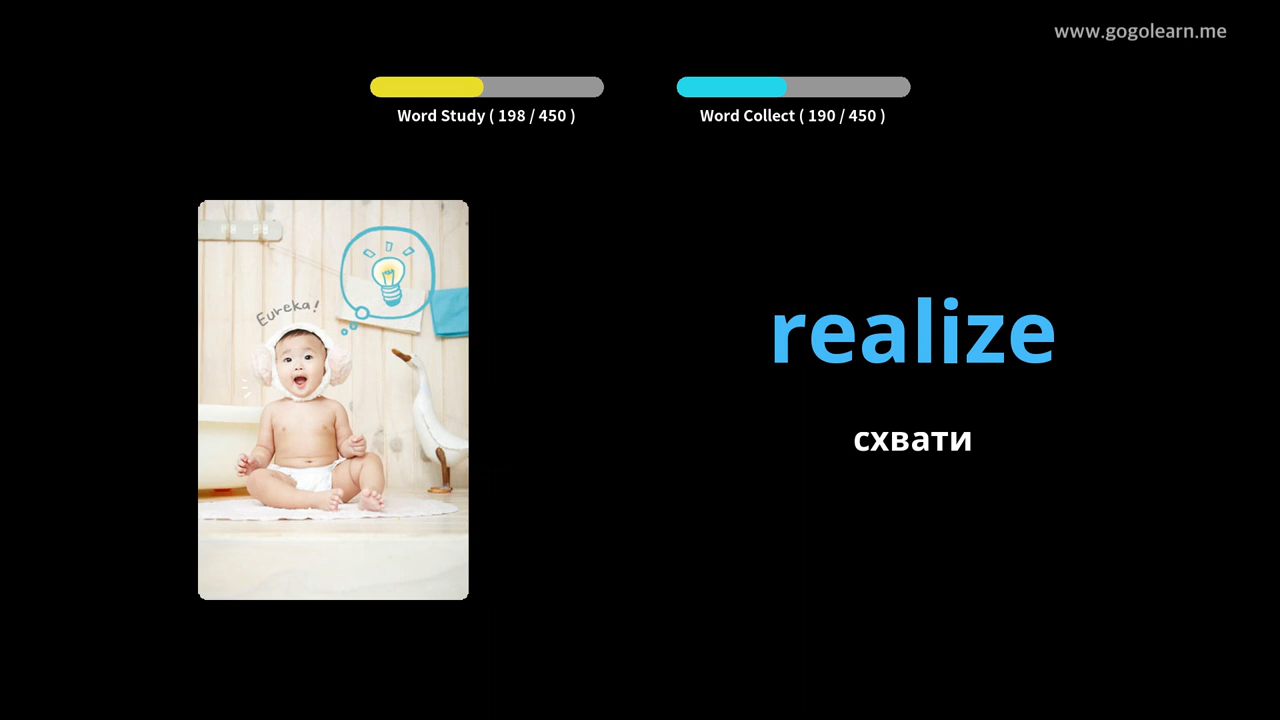 www.gogolearn.me
Word Study ( 198 / 450 )
Word Collect ( 190 / 450 )
Eureka!
realize
схвати